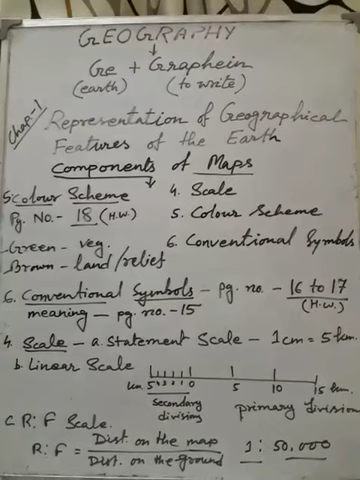 GEOGRAPHY
Ge + Graphein
(earth) (to write)
Chap-1
Representation of Geographical
Features of the Earth
Components of Maps
5. Colour Scheme 4. Scale
Pg. No.- 18 (H.W.) 5. Colour Scheme
Green - veg. 6. Conventional Symbols
Brown - land/relief
6. Conventional Symbols - pg. no. - 16 to 17
meaning - pg. no.-15 (H.W.)
4. Scale - a. Statement Scale - 1cm = 5km.
b. Linear Scale
km. 5 4 3 2 1 0 5 10 15 km.
secondary primary division
division
c. R:F Scale.
R:F = Dist. on the map 1:50,000
Dist. on the ground